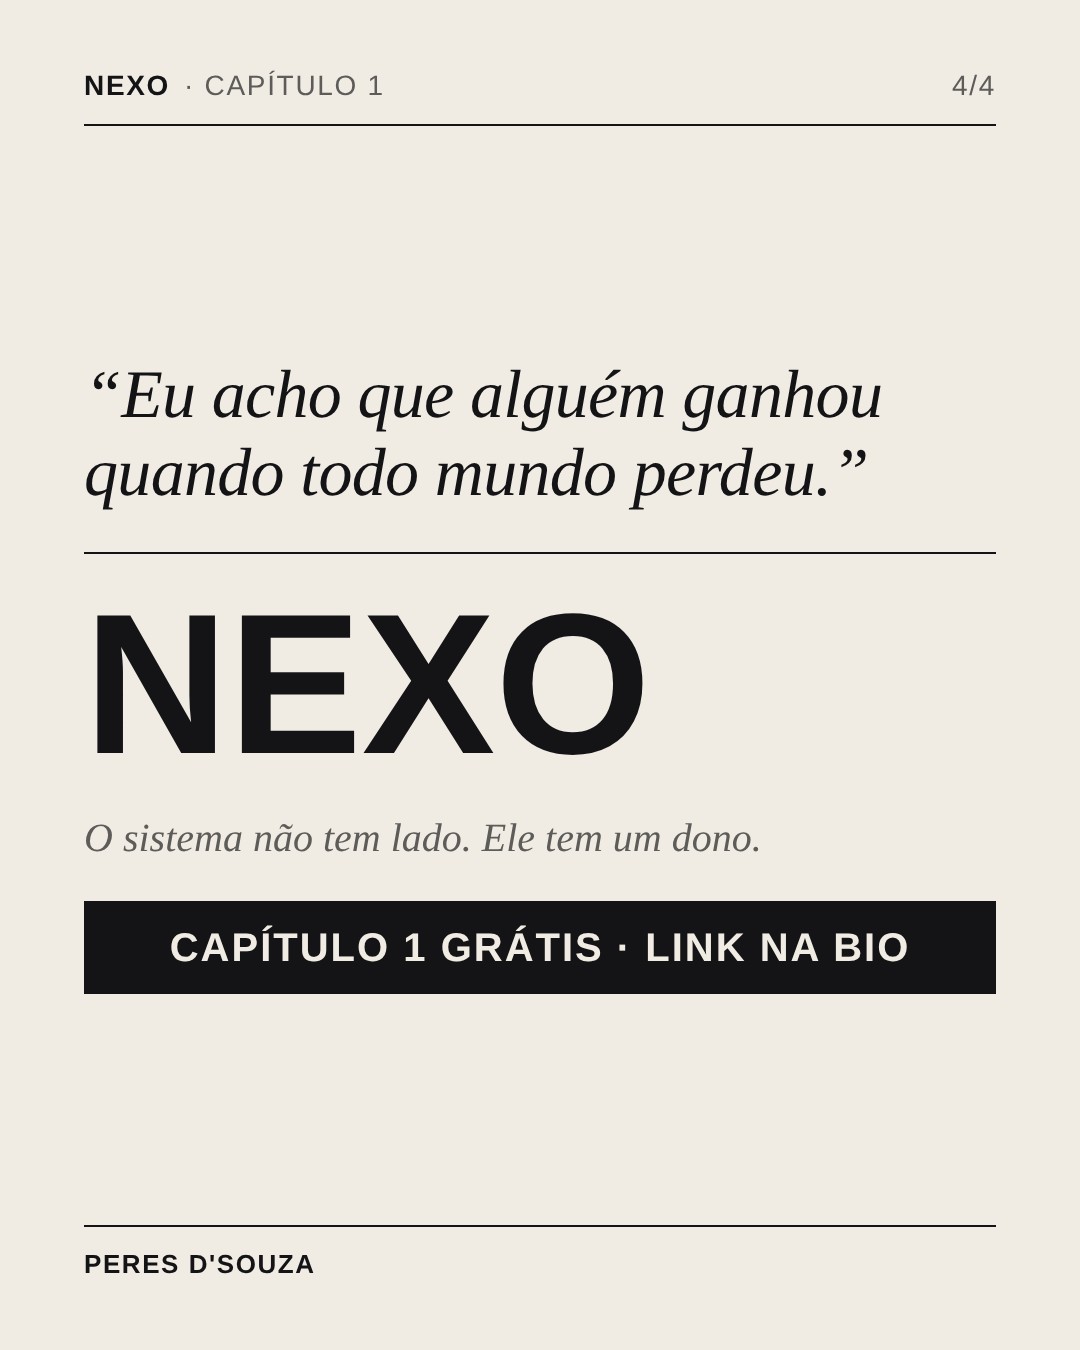 NEXO · CAPÍTULO 1
4/4
“Eu acho que alguém ganhou
quando todo mundo perdeu.”
NEXO
O sistema não tem lado. Ele tem um dono.
CAPÍTULO 1 GRÁTIS · LINK NA BIO
PERES D'SOUZA